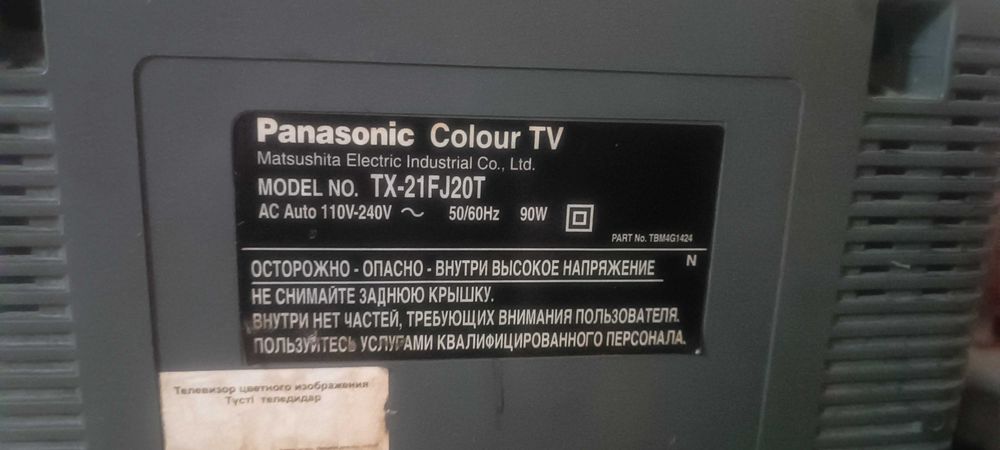 Panasonic Colour TV
Matsushita Electric Industrial Co., Ltd.
MODEL NO. TX-21FJ20T
AC Auto 110V-240V ~ 50/60Hz 90W
PART No. TBM4G1424
N
ОСТОРОЖНО - ОПАСНО - ВНУТРИ ВЫСОКОЕ НАПРЯЖЕНИЕ
НЕ СНИМАЙТЕ ЗАДНЮЮ КРЫШКУ.
ВНУТРИ НЕТ ЧАСТЕЙ, ТРЕБУЮЩИХ ВНИМАНИЯ ПОЛЬЗОВАТЕЛЯ.
ПОЛЬЗУЙТЕСЬ УСЛУГАМИ КВАЛИФИЦИРОВАННОГО ПЕРСОНАЛА.
Телевизор цветного изображения
Түсті теледидар